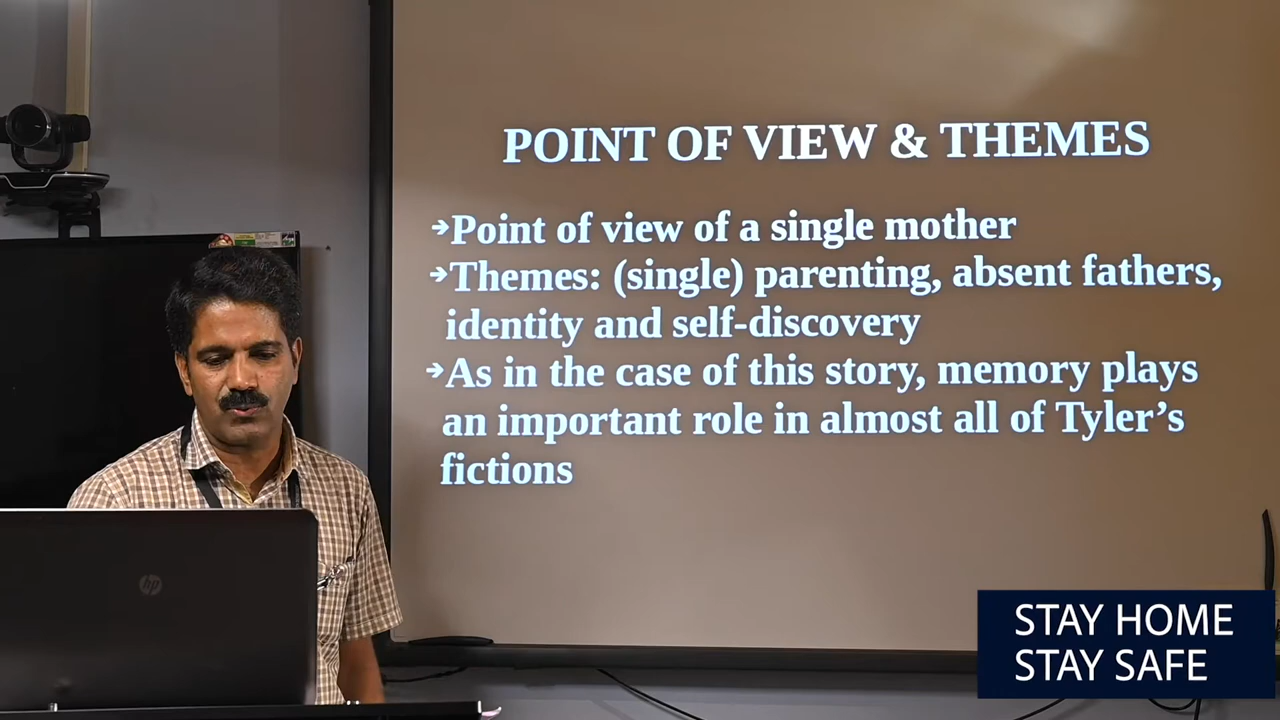 POINT OF VIEW & THEMES
➔Point of view of a single mother
➔Themes: (single) parenting, absent fathers,
identity and self-discovery
➔As in the case of this story, memory plays
an important role in almost all of Tyler’s
fictions
hp
STAY HOME
STAY SAFE